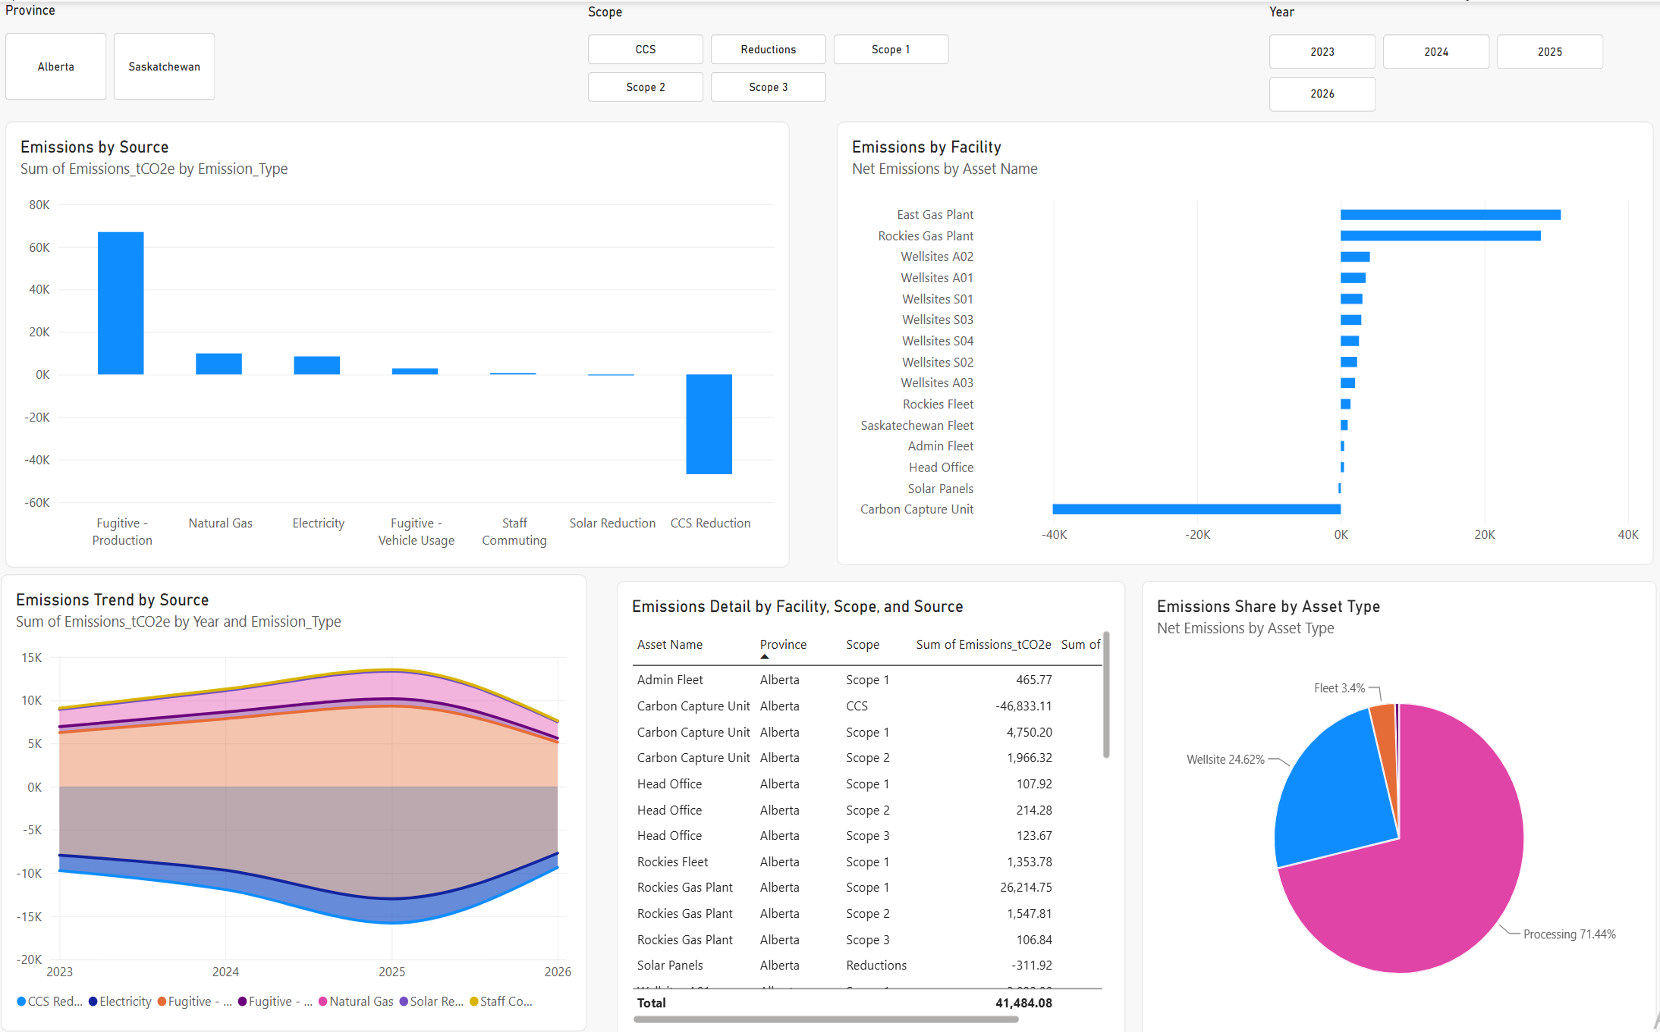 Province
Scope
Year
Alberta
Saskatchewan
CCS
Reductions
Scope 1
Scope 2
Scope 3
2023
2024
2025
2026
Emissions by Source
Sum of Emissions_tCO2e by Emission_Type
80K
60K
40K
20K
0K
-20K
-40K
-60K
Fugitive -
Production
Natural Gas
Electricity
Fugitive -
Vehicle Usage
Staff
Commuting
Solar Reduction
CCS Reduction
Emissions by Facility
Net Emissions by Asset Name
East Gas Plant
Rockies Gas Plant
Wellsites A02
Wellsites A01
Wellsites S01
Wellsites S03
Wellsites S04
Wellsites S02
Wellsites A03
Rockies Fleet
Saskatechewan Fleet
Admin Fleet
Head Office
Solar Panels
Carbon Capture Unit
-40K
-20K
0K
20K
40K
Emissions Trend by Source
Sum of Emissions_tCO2e by Year and Emission_Type
15K
10K
5K
0K
-5K
-10K
-15K
-20K
2023
2024
2025
2026
CCS Red... Electricity Fugitive - ... Fugitive - ... Natural Gas Solar Re... Staff Co...
Emissions Detail by Facility, Scope, and Source
Asset Name Province Scope Sum of Emissions_tCO2e Sum of
Admin Fleet Alberta Scope 1 465.77
Carbon Capture Unit Alberta CCS -46,833.11
Carbon Capture Unit Alberta Scope 1 4,750.20
Carbon Capture Unit Alberta Scope 2 1,966.32
Head Office Alberta Scope 1 107.92
Head Office Alberta Scope 2 214.28
Head Office Alberta Scope 3 123.67
Rockies Fleet Alberta Scope 1 1,353.78
Rockies Gas Plant Alberta Scope 1 26,214.75
Rockies Gas Plant Alberta Scope 2 1,547.81
Rockies Gas Plant Alberta Scope 3 106.84
Solar Panels Alberta Reductions -311.92
Total 41,484.08
Emissions Share by Asset Type
Net Emissions by Asset Type
Fleet 3.4%
Wellsite 24.62%
Processing 71.44%